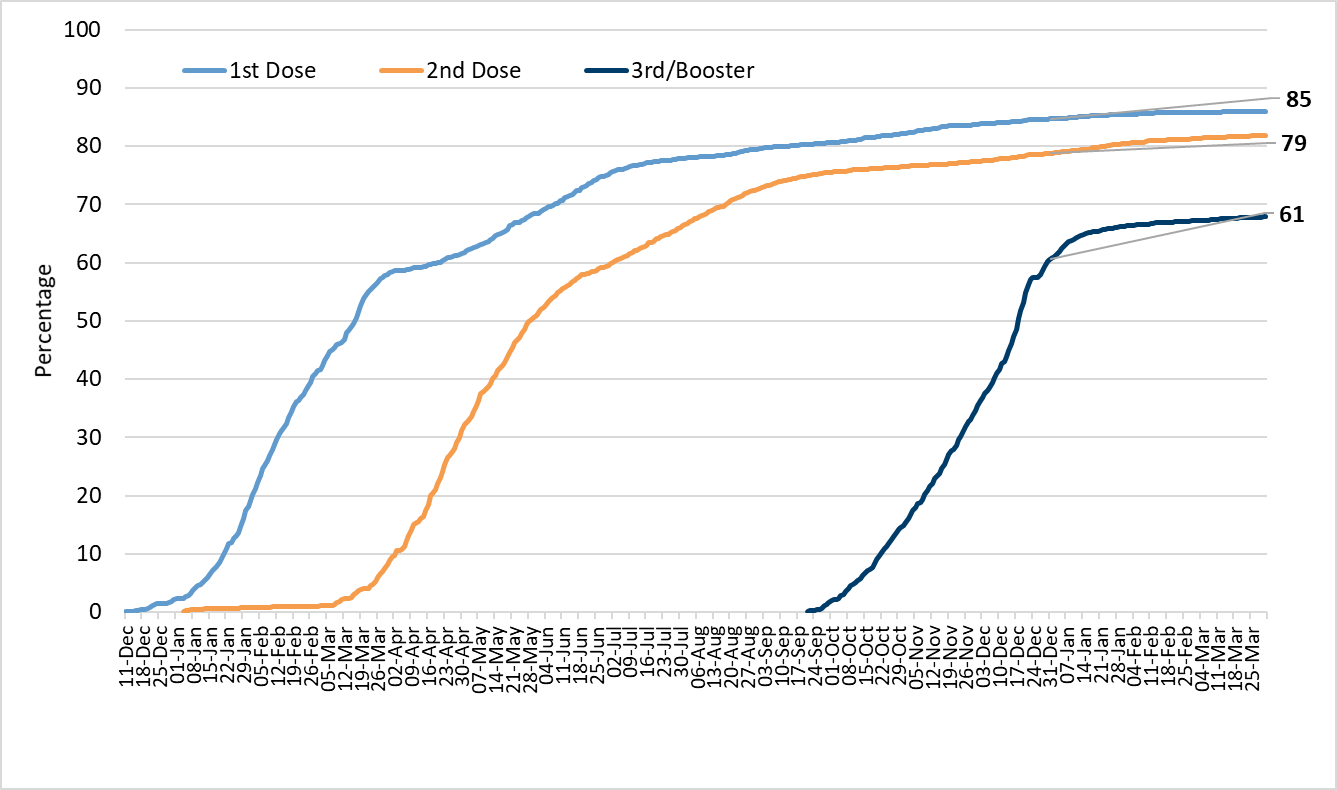 100
1st Dose 2nd Dose 3rd/Booster
90
85
80
79
70
61
60
50
Percentage
40
30
20
10
0
11-Dec
18-Dec
25-Dec
01-Jan
08-Jan
15-Jan
22-Jan
29-Jan
05-Feb
12-Feb
19-Feb
26-Feb
05-Mar
12-Mar
19-Mar
26-Mar
02-Apr
09-Apr
16-Apr
23-Apr
30-Apr
07-May
14-May
21-May
28-May
04-Jun
11-Jun
18-Jun
25-Jun
02-Jul
09-Jul
16-Jul
23-Jul
30-Jul
06-Aug
13-Aug
20-Aug
27-Aug
03-Sep
10-Sep
17-Sep
24-Sep
01-Oct
08-Oct
15-Oct
22-Oct
29-Oct
05-Nov
12-Nov
19-Nov
26-Nov
03-Dec
10-Dec
17-Dec
24-Dec
31-Dec
07-Jan
14-Jan
21-Jan
28-Jan
04-Feb
11-Feb
18-Feb
25-Feb
04-Mar
11-Mar
18-Mar
25-Mar